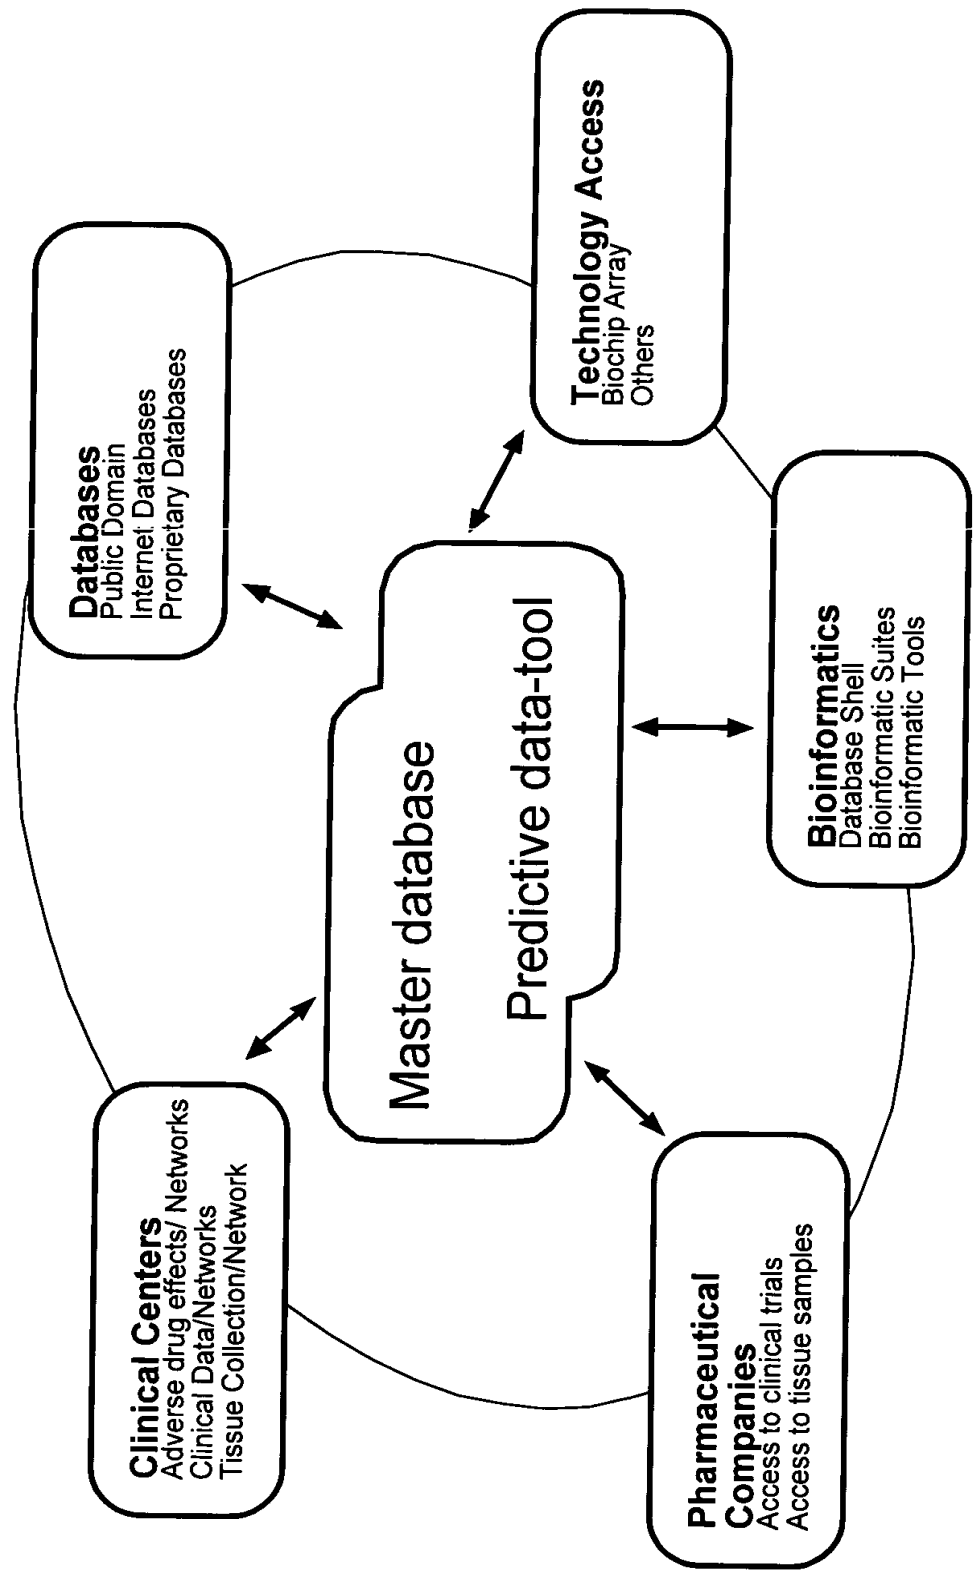 Clinical Centers
Adverse drug effects/ Networks
Clinical Data/Networks
Tissue Collection/Network
Databases
Public Domain
Internet Databases
Proprietary Databases
Master database
Predictive data-tool
Technology Access
Biochip Array
Others
Pharmaceutical
Companies
Access to clinical trials
Access to tissue samples
Bioinformatics
Database Shell
Bioinformatic Suites
Bioinformatic Tools